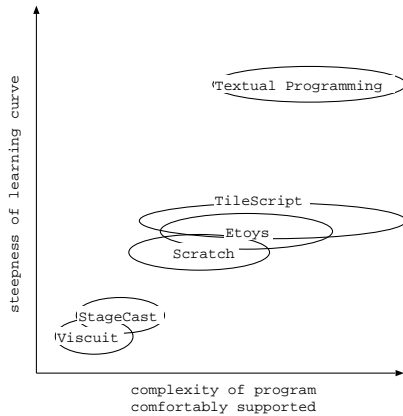 Textual Programming
TileScript
Etoys
Scratch
StageCast
Viscuit
steepness of learning curve
complexity of program
comfortably supported